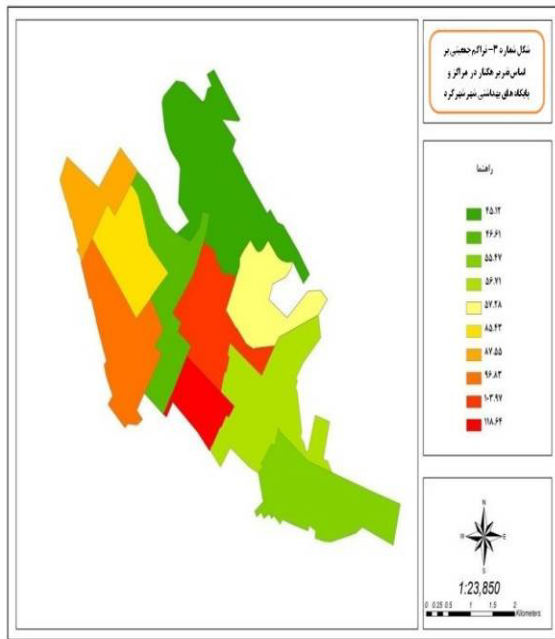 شکل شماره ۳- تراکم جمعیتی بر
اساس نفر بر هکتار در مراکز و
پایگاه های بهداشتی شهر شهرکرد
راهنما
۴۵.۱۲
۴۶.۶۱
۵۵.۴۷
۵۶.۷۱
۵۷.۲۸
۸۵.۴۲
۸۷.۵۵
۹۶.۸۳
۱۰۳.۹۷
۱۱۸.۶۴
N
W E
S
1:23,850
0 0.25 0.5 1 1.5 2
Kilometers